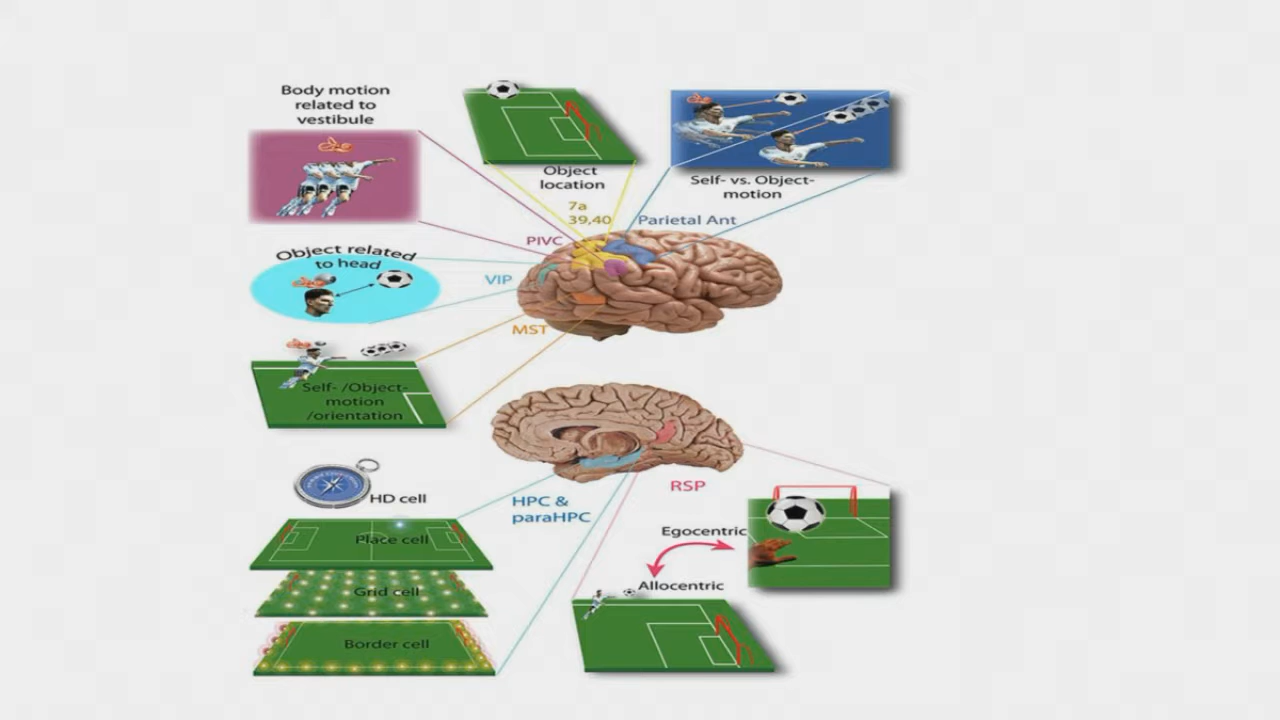 Body motion
related to
vestibule
Object
location
Self- vs. Object-
motion
7a
39,40
Parietal Ant
PIVC
Object related
to head
VIP
MST
Self- /Object-
motion
/orientation
HD cell
HPC &
paraHPC
RSP
Place cell
Egocentric
Grid cell
Allocentric
Border cell